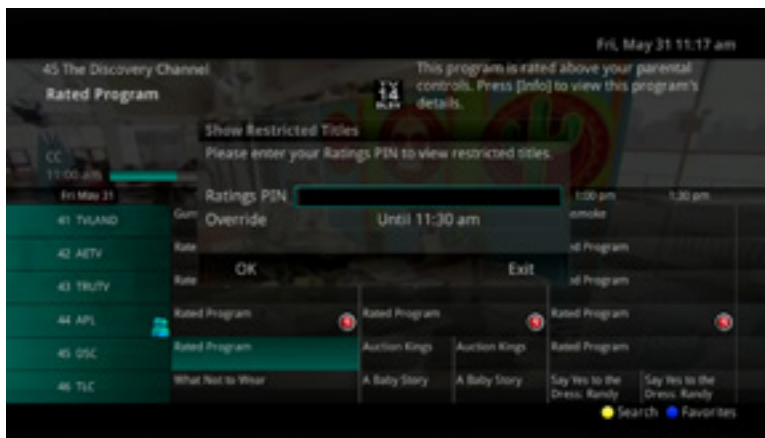 Fri, May 31 11:17 am
45 The Discovery Channel
Rated Program
TV
14
This program is rated above your parental
controls. Press [Info] to view this program's
details.
Show Restricted Titles
Please enter your Ratings PIN to view restricted titles.
CC
11:00 am
Ratings PIN
Override Until 11:30 am
OK Exit
Fri May 31 1:00 pm 1:30 pm
41 TVLAND
42 AETV
43 TRUTV
44 APL Rated Program Rated Program Rated Program
45 DSC Rated Program Auction Kings Auction Kings Rated Program
46 TLC What Not to Wear A Baby Story A Baby Story Say Yes to the Say Yes to the
Dress: Randy Dress: Randy
Search Favorites